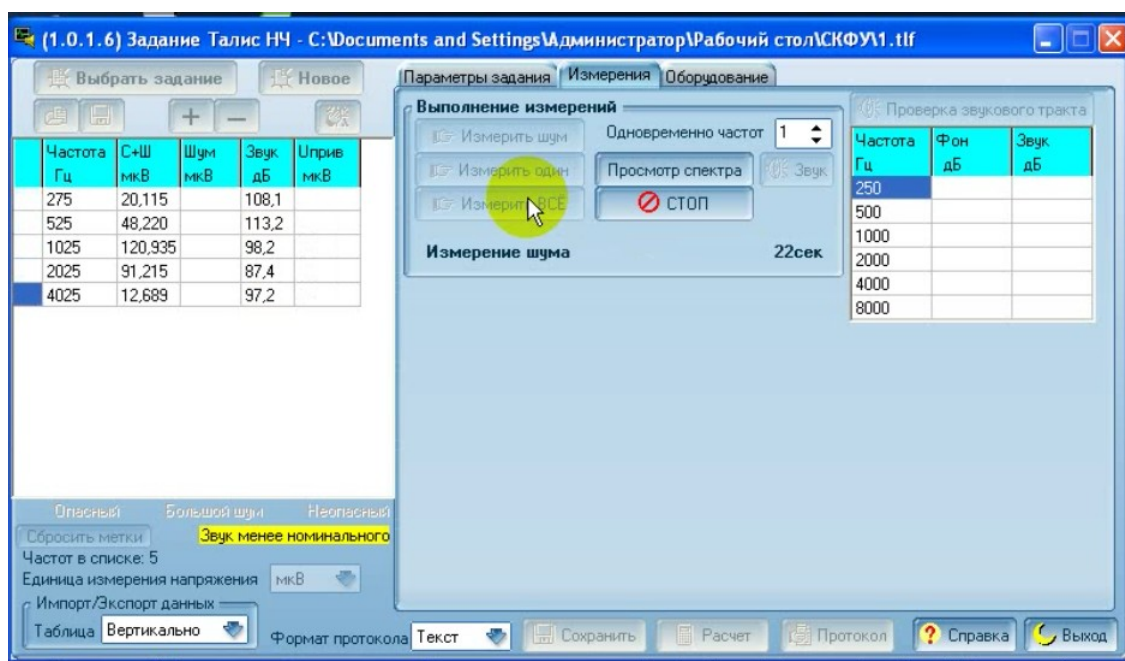 (1.0.1.6) Задание Талис НЧ - C:\Documents and Settings\Администратор\Рабочий стол\СКФУ\1.tlf
Выбрать задание Новое
Параметры задания Измерения Оборудование
Выполнение измерений
Проверка звукового тракта
Измерить шум Одновременно частот 1
Измерить один Просмотр спектра Звук
Измерить ВСЁ СТОП
Измерение шума 22сек
Частота Гц С+Ш мкВ Шум мкВ Звук дБ Uприв мкВ
275 20,115 108,1
525 48,220 113,2
1025 120,935 98,2
2025 91,215 87,4
4025 12,689 97,2
Частота Гц Фон дБ Звук дБ
250
500
1000
2000
4000
8000
Опасный Большой шум Неопасный
Сбросить метки Звук менее номинального
Частот в списке: 5
Единица измерения напряжения мкВ
Импорт/Экспорт данных
Таблица Вертикально Формат протокола Текст Сохранить Расчет Протокол Справка Выход